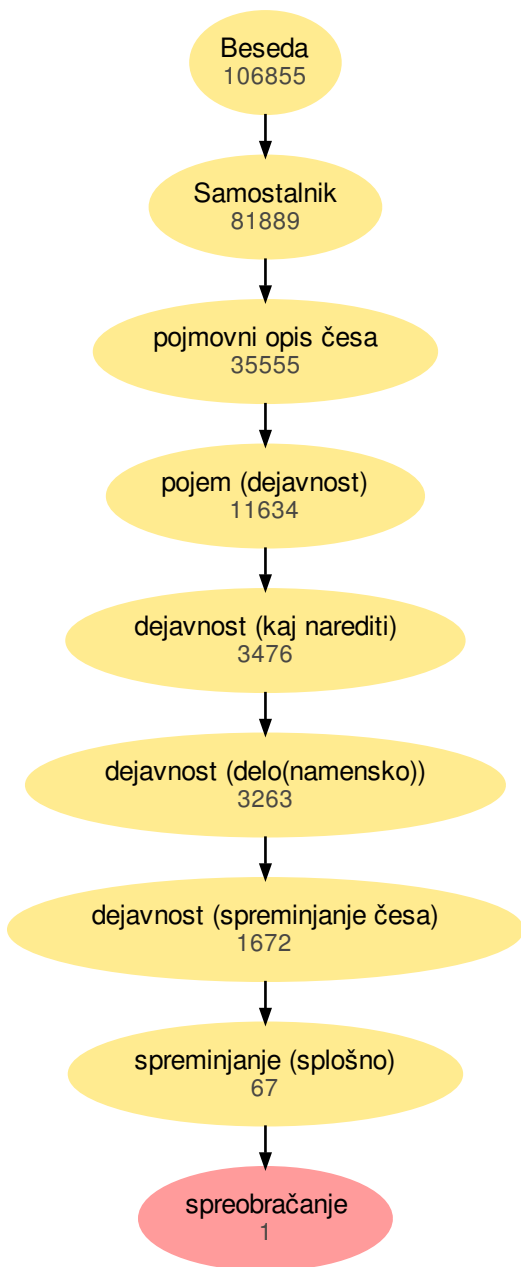 Beseda
106855
Samostalnik
81889
pojmovni opis česa
35555
pojem (dejavnost)
11634
dejavnost (kaj narediti)
3476
dejavnost (delo(namensko))
3263
dejavnost (spreminjanje česa)
1672
spreminjanje (splošno)
67
spreobračanje
1